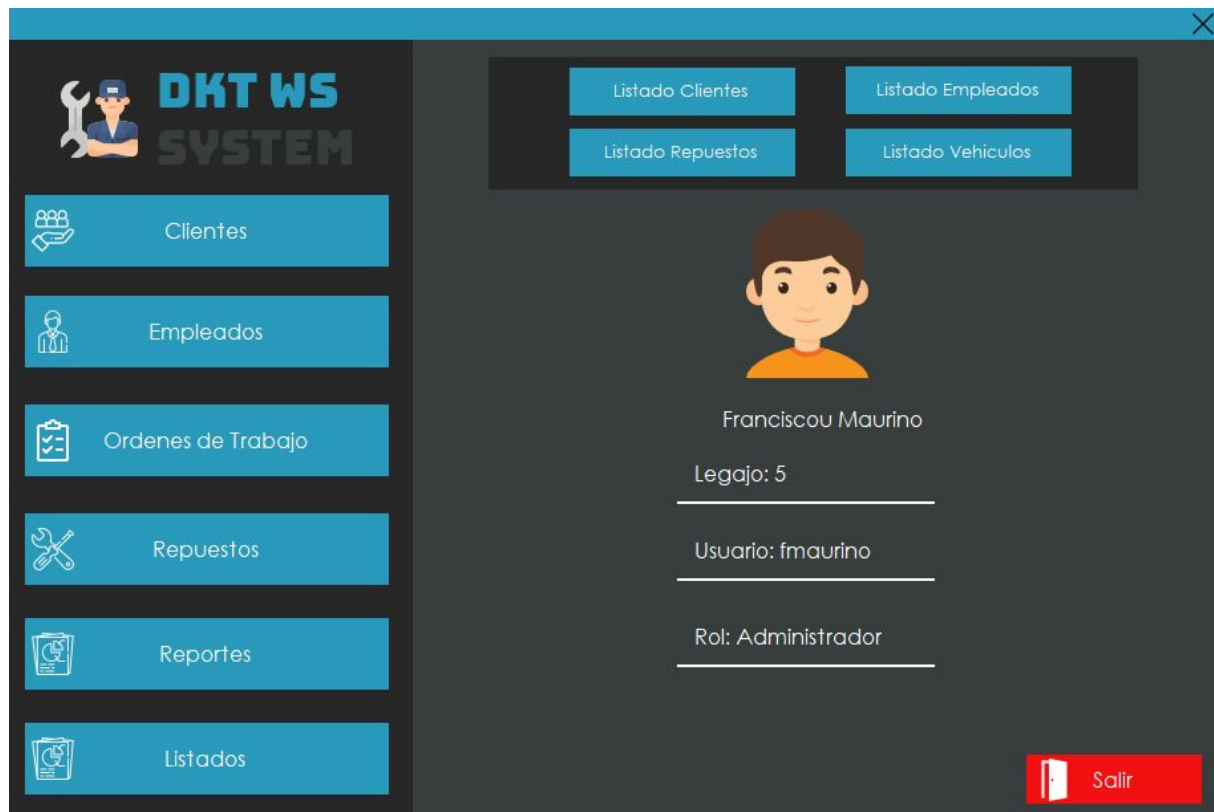 DKT WS
SYSTEM
Clientes
Empleados
Ordenes de Trabajo
Repuestos
Reportes
Listados
Listado Clientes
Listado Empleados
Listado Repuestos
Listado Vehiculos
Franciscou Maurino
Legajo: 5
Usuario: fmaurino
Rol: Administrador
Salir